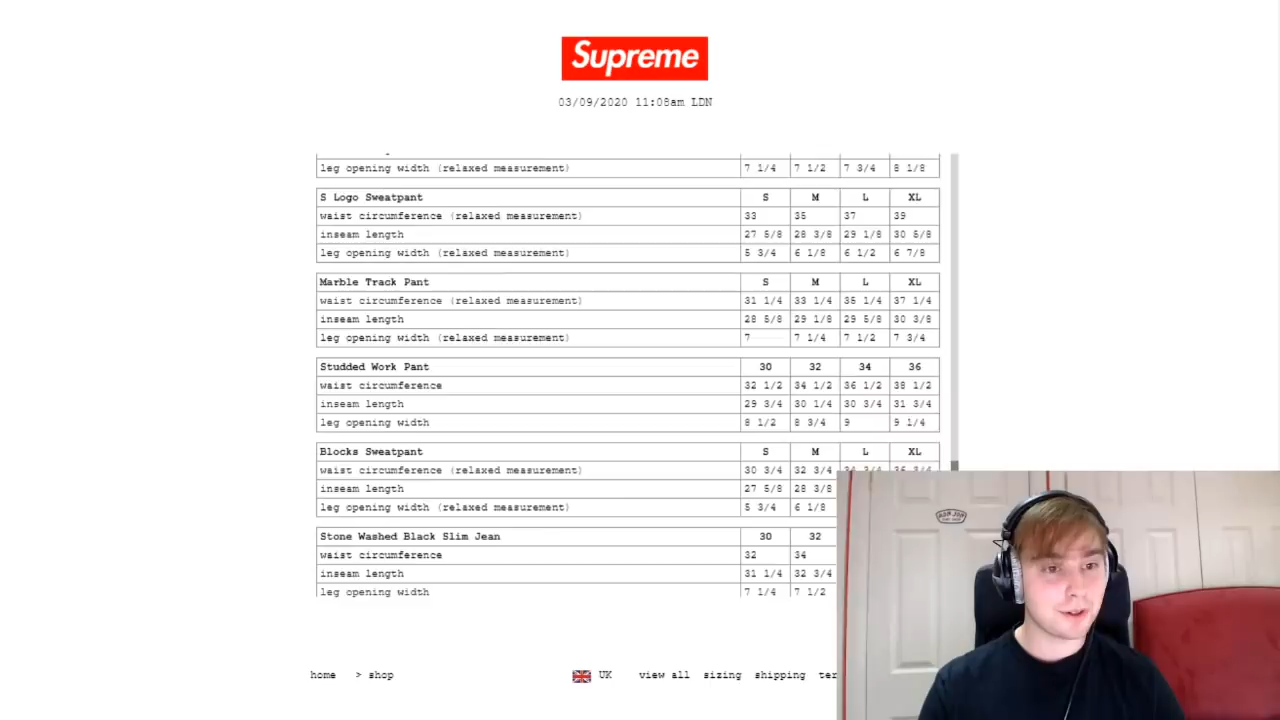 Supreme
03/09/2020 11:08am LDN
leg opening width (relaxed measurement) 7 1/4 7 1/2 7 3/4 8 1/8
S Logo Sweatpant S M L XL
waist circumference (relaxed measurement) 33 35 37 39
inseam length 27 5/8 28 3/8 29 1/8 30 5/8
leg opening width (relaxed measurement) 5 3/4 6 1/8 6 1/2 6 7/8
Marble Track Pant S M L XL
waist circumference (relaxed measurement) 31 1/4 33 1/4 35 1/4 37 1/4
inseam length 28 5/8 29 1/8 29 5/8 30 3/8
leg opening width (relaxed measurement) 7 7 1/4 7 1/2 7 3/4
Studded Work Pant 30 32 34 36
waist circumference 32 1/2 34 1/2 36 1/2 38 1/2
inseam length 29 3/4 30 1/4 30 3/4 31 3/4
leg opening width 8 1/2 8 3/4 9 9 1/4
Blocks Sweatpant S M L XL
waist circumference (relaxed measurement) 30 3/4 32 3/4
inseam length 27 5/8 28 3/8
leg opening width (relaxed measurement) 5 3/4 6 1/8
Stone Washed Black Slim Jean 30 32
waist circumference 32 34
inseam length 31 1/4 32 3/4
leg opening width 7 1/4 7 1/2
home > shop UK view all sizing shipping ter